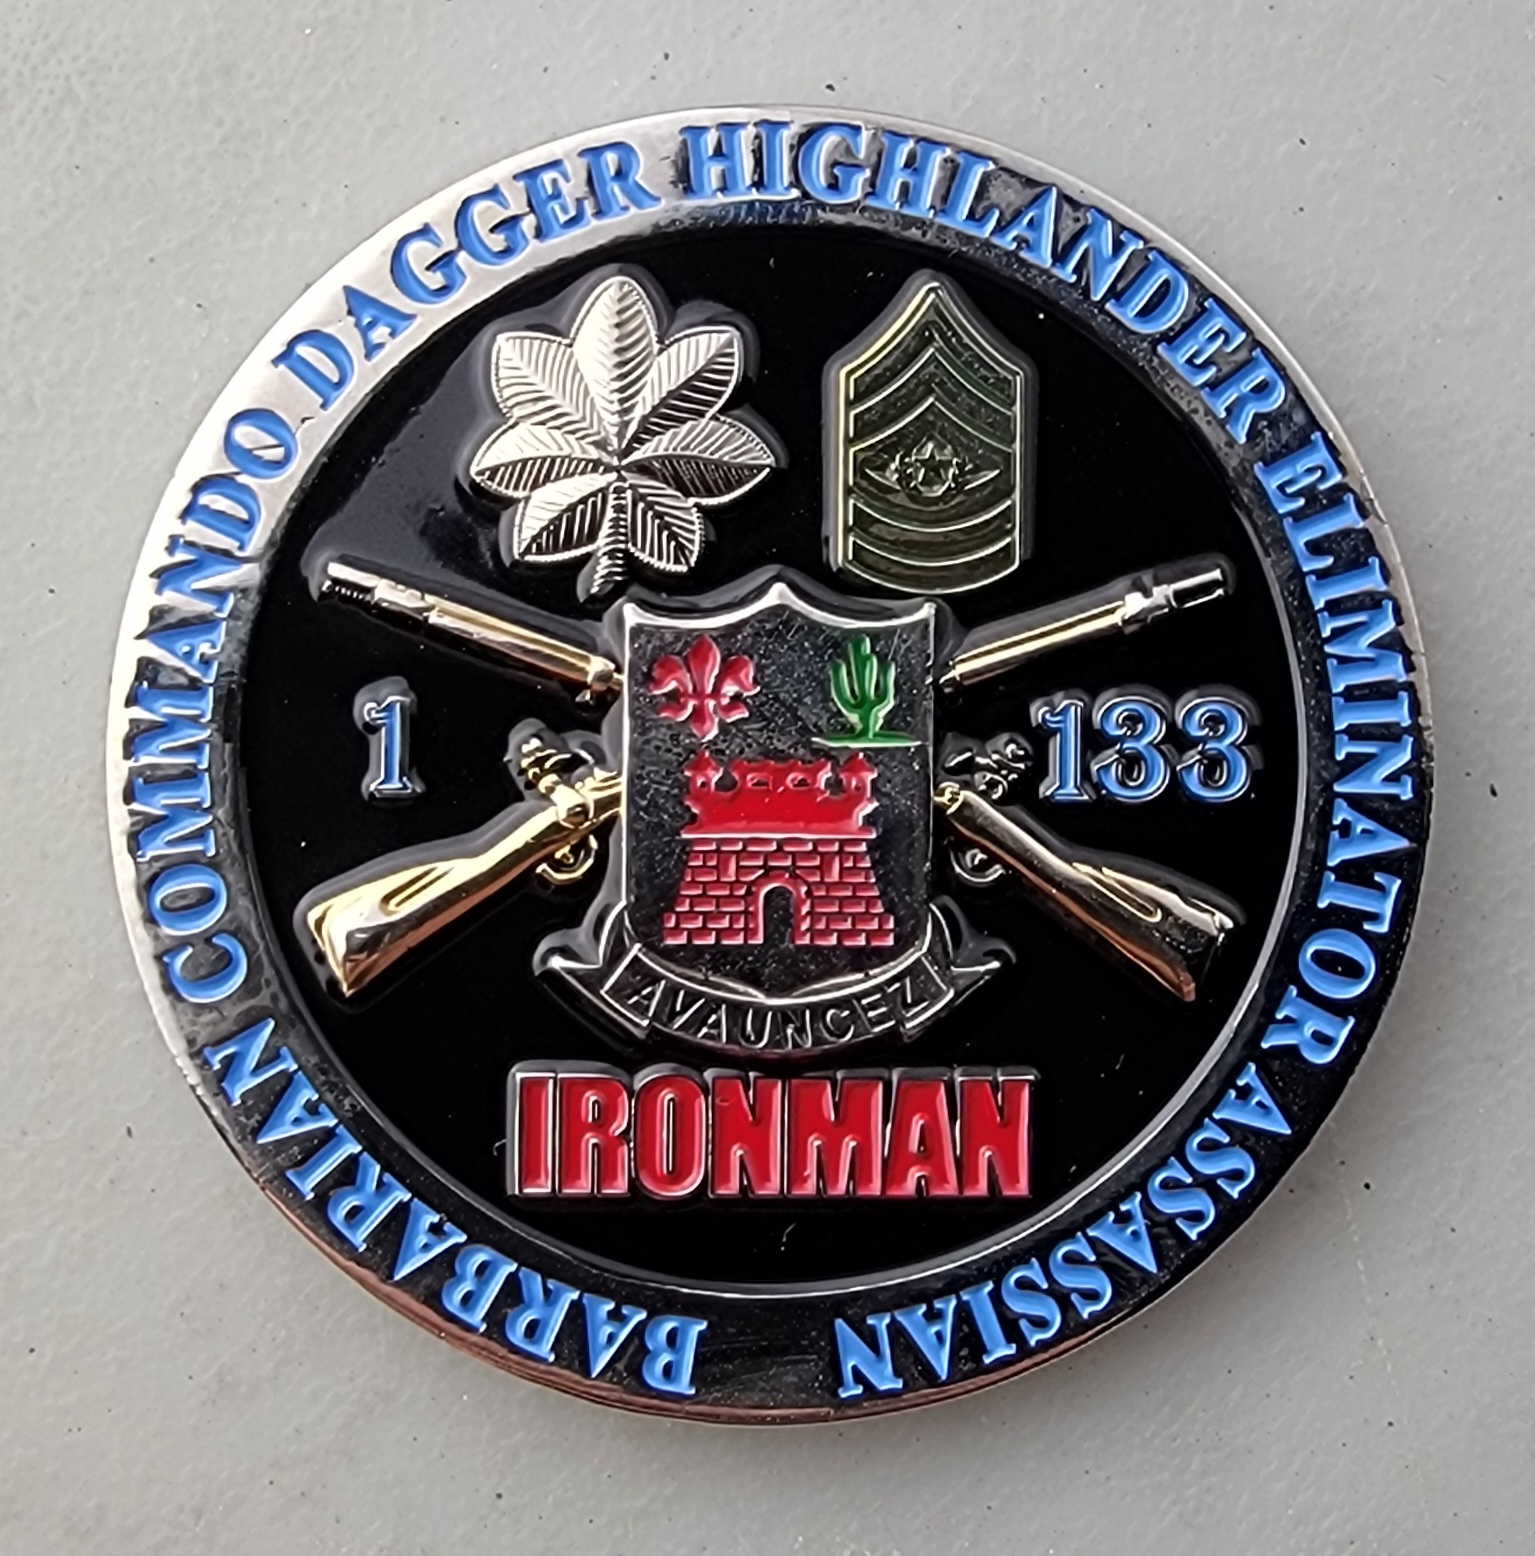 BARBARIAN COMMANDO DAGGER HIGHLANDER ELIMINATOR ASSASSIAN
1 133
AVAUNCEZ
IRONMAN